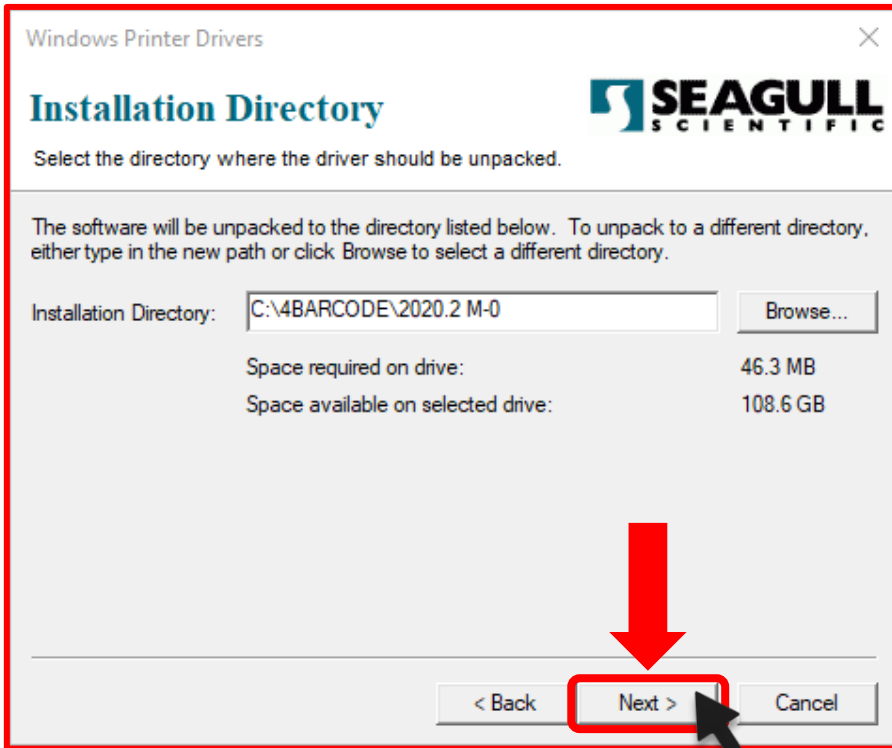 Windows Printer Drivers
Installation Directory
SEAGULL
SCIENTIFIC
Select the directory where the driver should be unpacked.
The software will be unpacked to the directory listed below. To unpack to a different directory,
either type in the new path or click Browse to select a different directory.
Installation Directory: C:\4BARCODE\2020.2 M-0 Browse...
Space required on drive: 46.3 MB
Space available on selected drive: 108.6 GB
< Back Next > Cancel